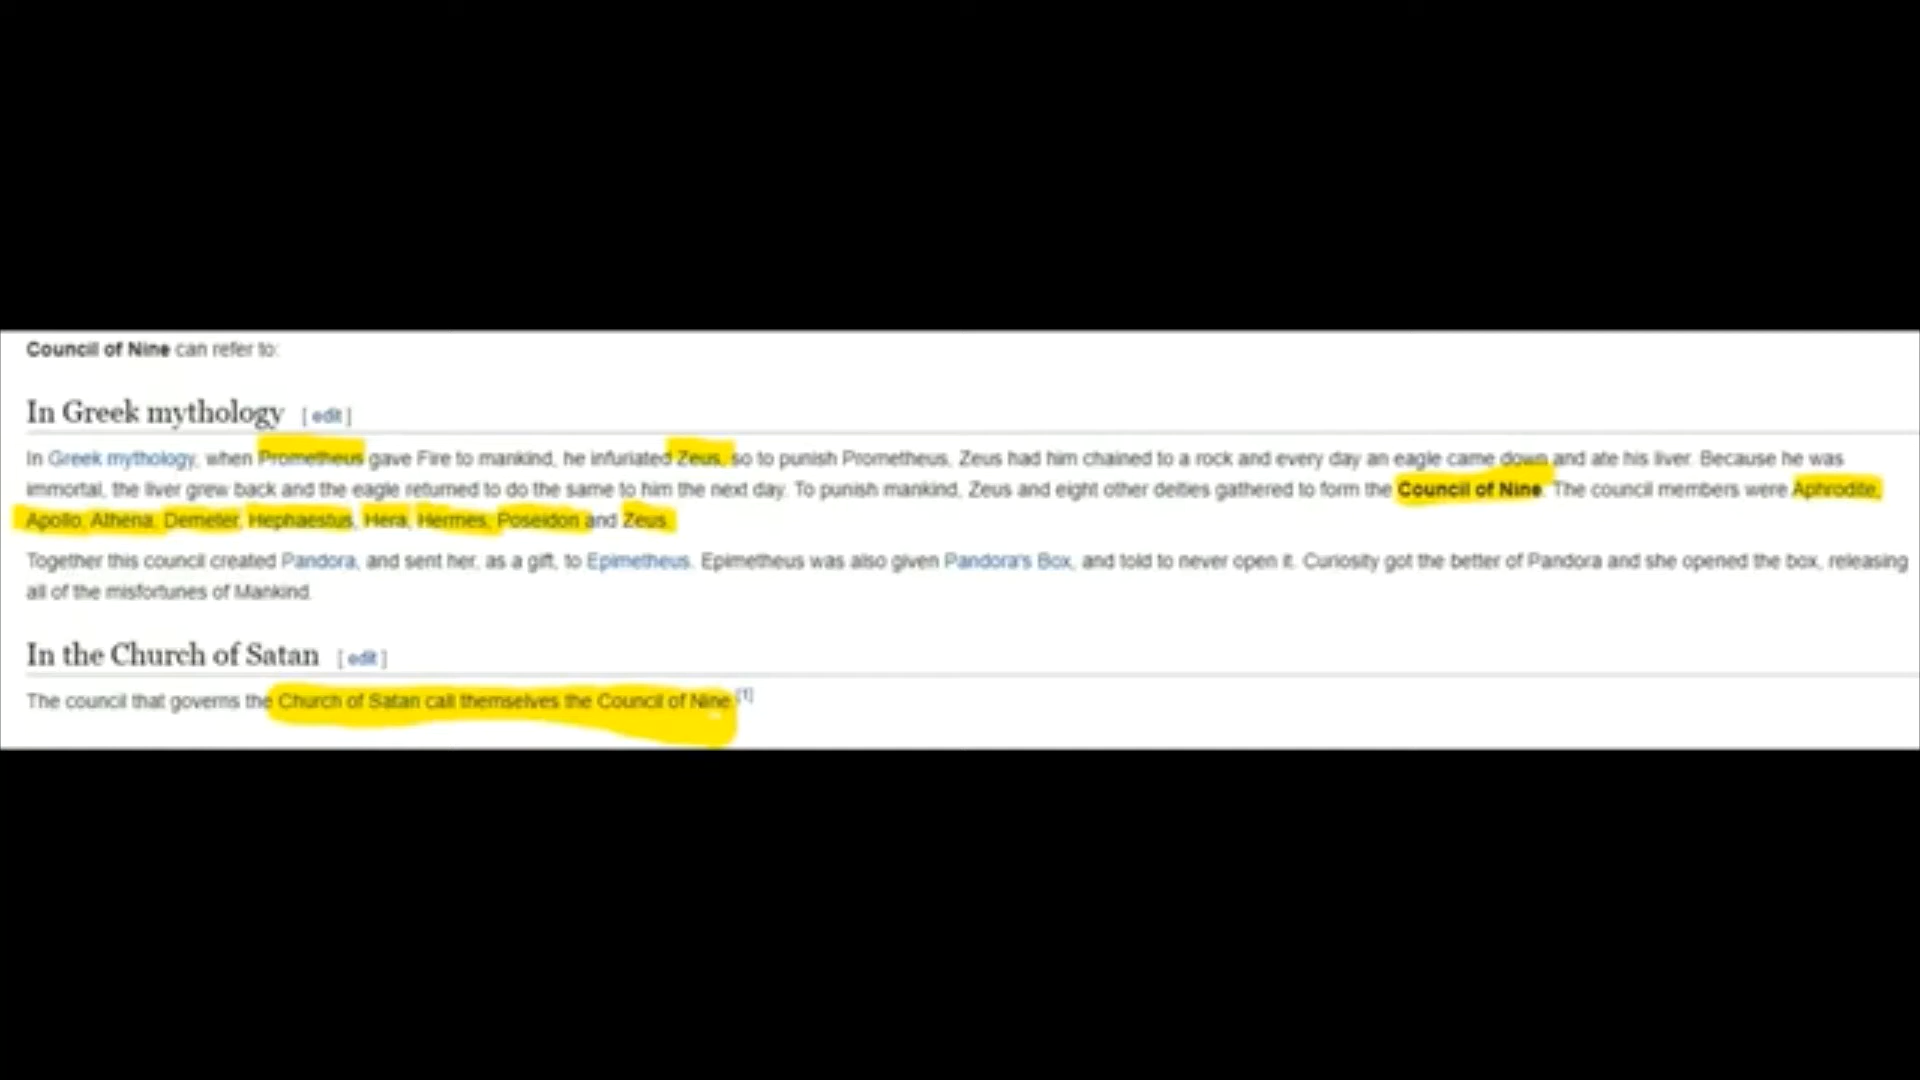 Council of Nine can refer to:
In Greek mythology [ edit ]
In Greek mythology, when Prometheus gave Fire to mankind, he infuriated Zeus, so to punish Prometheus, Zeus had him chained to a rock and every day an eagle came down and ate his liver. Because he was
immortal, the liver grew back and the eagle returned to do the same to him the next day. To punish mankind, Zeus and eight other deities gathered to form the Council of Nine. The council members were Aphrodite,
Apollo, Athena, Demeter, Hephaestus, Hera, Hermes, Poseidon and Zeus.
Together this council created Pandora, and sent her, as a gift, to Epimetheus. Epimetheus was also given Pandora's Box, and told to never open it. Curiosity got the better of Pandora and she opened the box, releasing
all of the misfortunes of Mankind.
In the Church of Satan [ edit ]
The council that governs the Church of Satan call themselves the Council of Nine.[1]